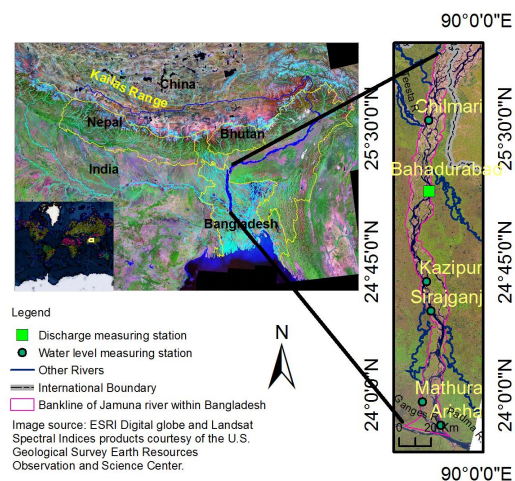 90°0'0"E
China
Kailas Range
Nepal
Bhutan
India
Bangladesh
Teesta R.
Chilmari
Bahadurabad
Kazipur
Sirajganj
Mathura
Aricha
Ganges R.
Padma R.
0 20 Km
25°30'0"N
24°45'0"N
24°0'0"N
25°30'0"N
24°45'0"N
24°0'0"N
90°0'0"E
N
Legend
Discharge measuring station
Water level measuring station
Other Rivers
International Boundary
Bankline of Jamuna river within Bangladesh
Image source: ESRI Digital globe and Landsat
Spectral Indices products courtesy of the U.S.
Geological Survey Earth Resources
Observation and Science Center.